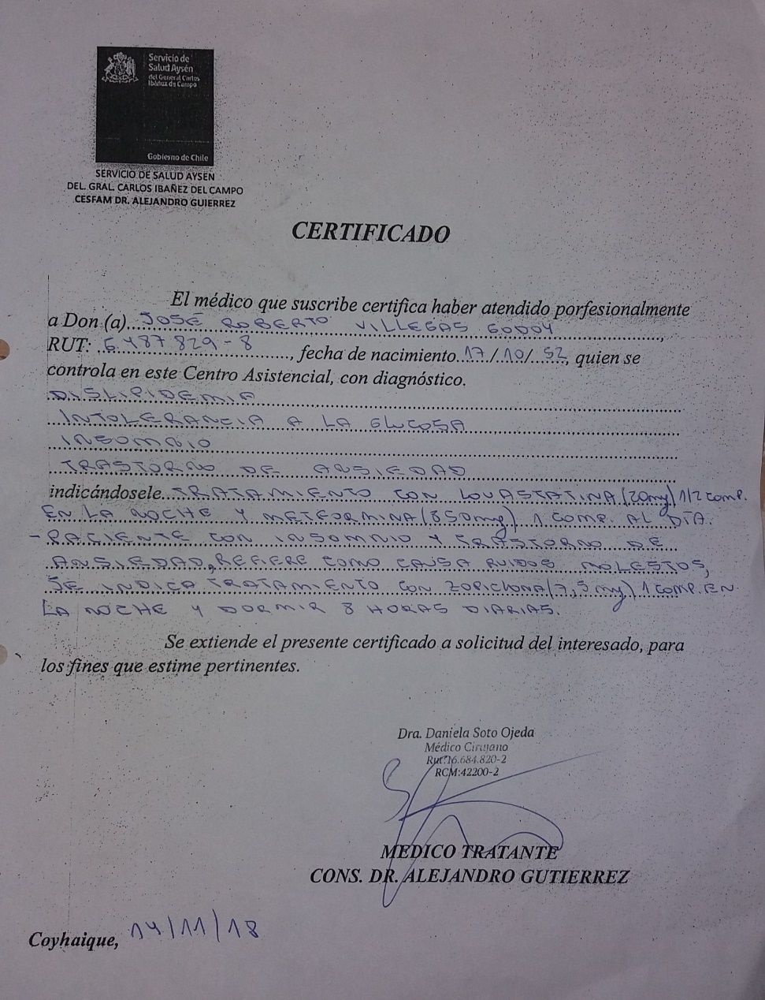 Servicio de
Salud Aysén
del General Carlos
Ibáñez de Campo
Gobierno de Chile
SERVICIO DE SALUD AYSEN
DEL. GRAL. CARLOS IBAÑEZ DEL CAMPO
CESFAM DR. ALEJANDRO GUIERREZ
CERTIFICADO
El médico que suscribe certifica haber atendido porfesionalmente
a Don (a)...JOSÉ ROBERTO VILLEGAS GODOY
RUT: 6.487.829-8, fecha de nacimiento 17/10/52, quien se
controla en este Centro Asistencial, con diagnóstico.
DISLIPIDEMIA
INTOLERANCIA A LA GLUCOSA
INSOMNIO
TRASTORNO DE ANSIEDAD
indicándosele TRATAMIENTO CON LOVASTATINA (20mg) 1/2 COMP.
EN LA NOCHE Y METFORMINA (850mg) 1 COMP. AL DÍA.
- PACIENTE CON INSOMNIO Y TRASTORNO DE
ANSIEDAD, REFIERE COMO CAUSA RUIDOS MOLESTOS,
SE INDICA TRATAMIENTO CON ZOPICLONA (7,5mg) 1 COMP. EN
LA NOCHE Y DORMIR 8 HORAS DIARIAS.
Se extiende el presente certificado a solicitud del interesado, para
los fines que estime pertinentes.
Dra. Daniela Soto Ojeda
Médico Cirujano
Rut:16.684.820-2
RCM:42200-2
MEDICO TRATANTE
CONS. DR. ALEJANDRO GUTIERREZ
Coyhaique, 14/11/18